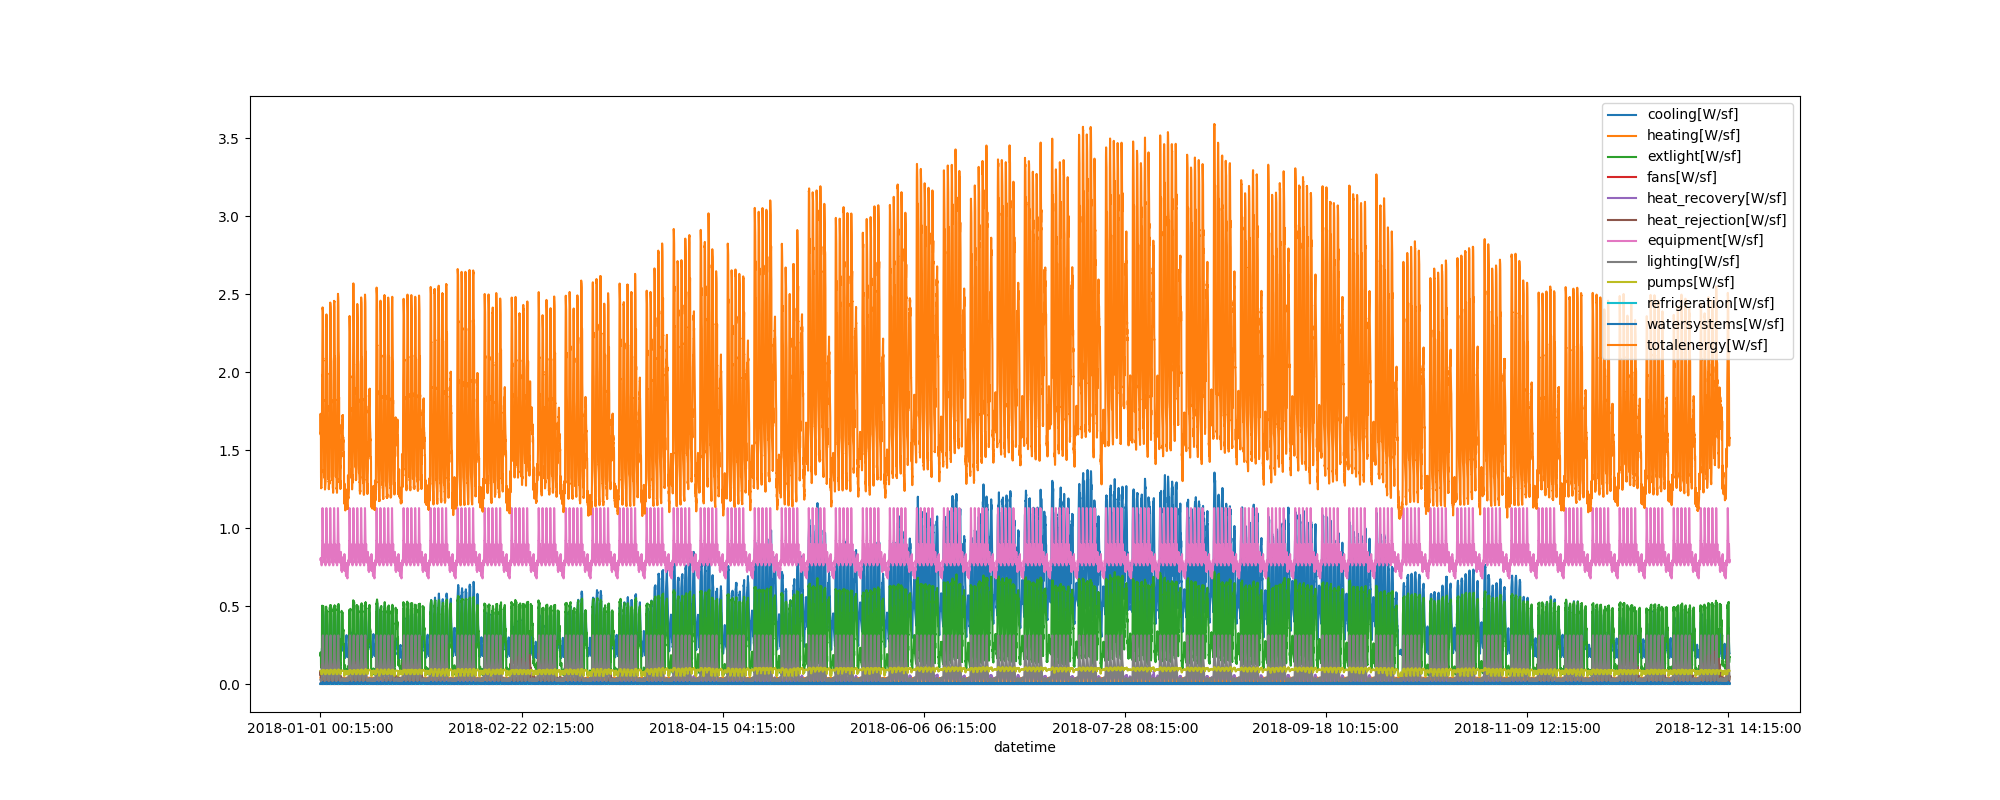 3.5
3.0
2.5
2.0
1.5
1.0
0.5
0.0
cooling[W/sf]
heating[W/sf]
extlight[W/sf]
fans[W/sf]
heat_recovery[W/sf]
heat_rejection[W/sf]
equipment[W/sf]
lighting[W/sf]
pumps[W/sf]
refrigeration[W/sf]
watersystems[W/sf]
totalenergy[W/sf]
2018-01-01 00:15:00 2018-02-22 02:15:00 2018-04-15 04:15:00 2018-06-06 06:15:00 2018-07-28 08:15:00 2018-09-18 10:15:00 2018-11-09 12:15:00 2018-12-31 14:15:00
datetime